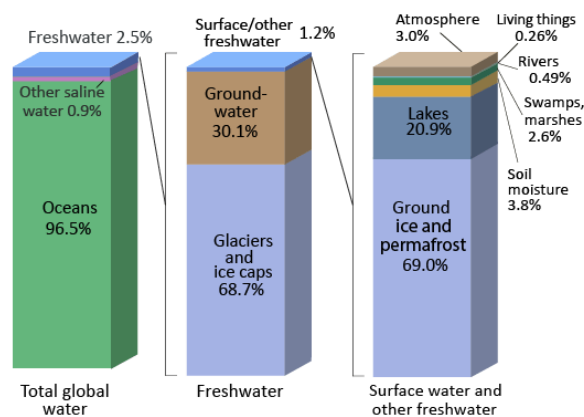 Freshwater 2.5%
Other saline
water 0.9%
Oceans
96.5%
Total global
water
Surface/other
freshwater
1.2%
Ground-
water
30.1%
Glaciers and
ice caps
68.7%
Freshwater
Atmosphere
3.0%
Living things
0.26%
Rivers
0.49%
Swamps,
marshes
2.6%
Soil
moisture
3.8%
Lakes
20.9%
Ground
ice and
permafrost
69.0%
Surface water and
other freshwater